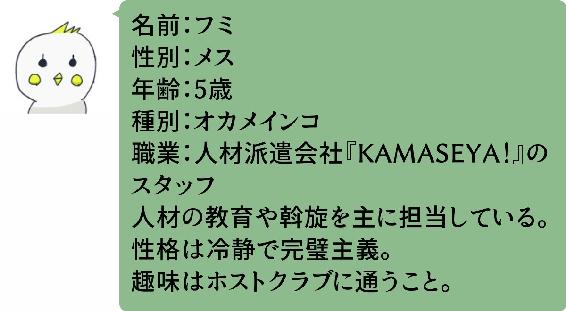 名前：フミ
性別：メス
年齢：5歳
種別：オカメインコ
職業：人材派遣会社『KAMASEYA!』の
スタッフ
人材の教育や斡旋を主に担当している。
性格は冷静で完璧主義。
趣味はホストクラブに通うこと。